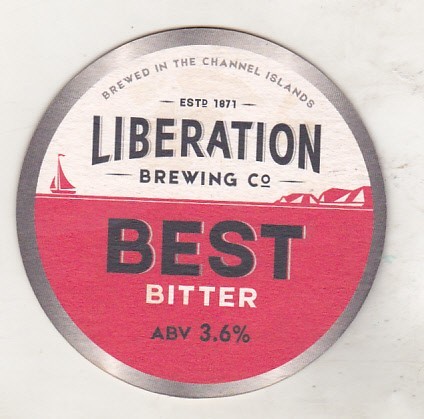 BREWED IN THE CHANNEL ISLANDS
ESTD 1871
LIBERATION
BREWING CO
BEST
BITTER
ABV 3.6%